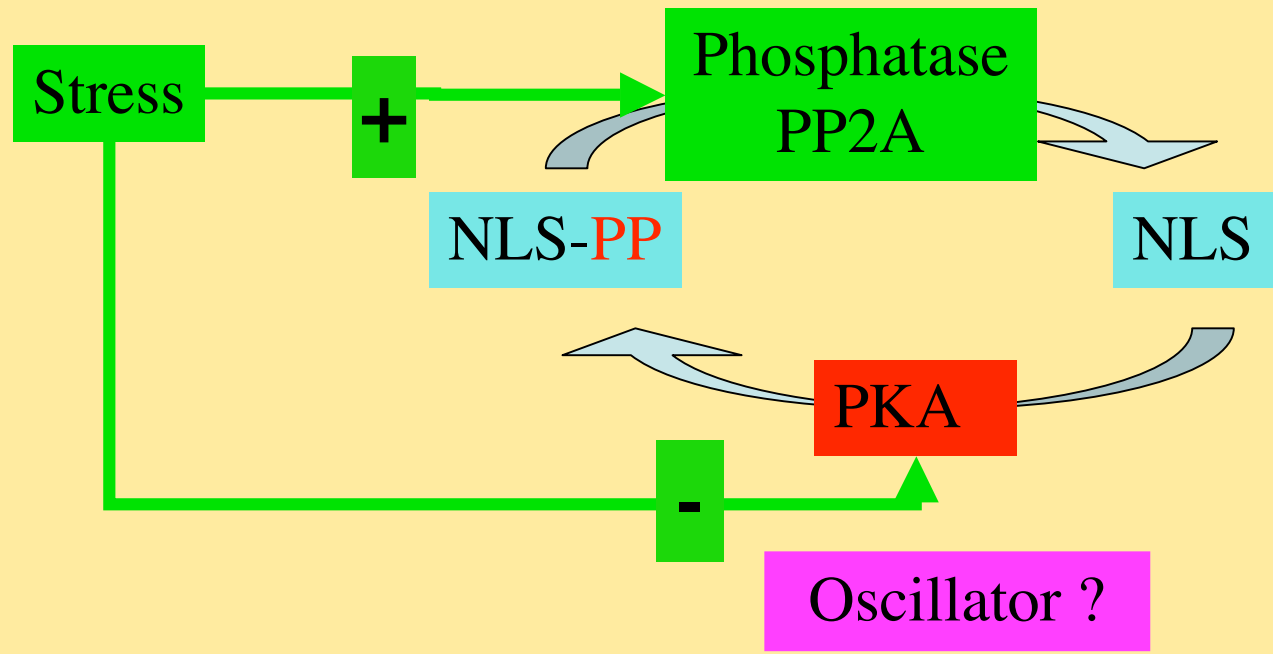 Stress
+
Phosphatase
PP2A
NLS-PP
NLS
PKA
-
Oscillator ?